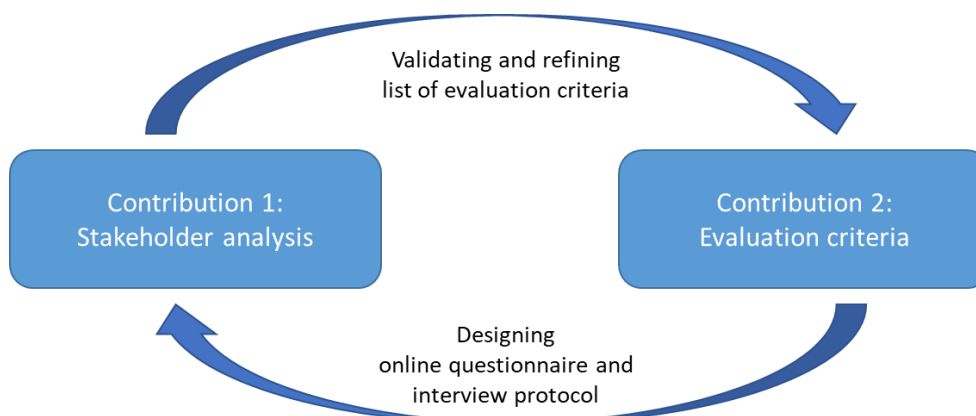 Validating and refining
list of evaluation criteria
Contribution 1:
Stakeholder analysis
Contribution 2:
Evaluation criteria
Designing
online questionnaire and
interview protocol